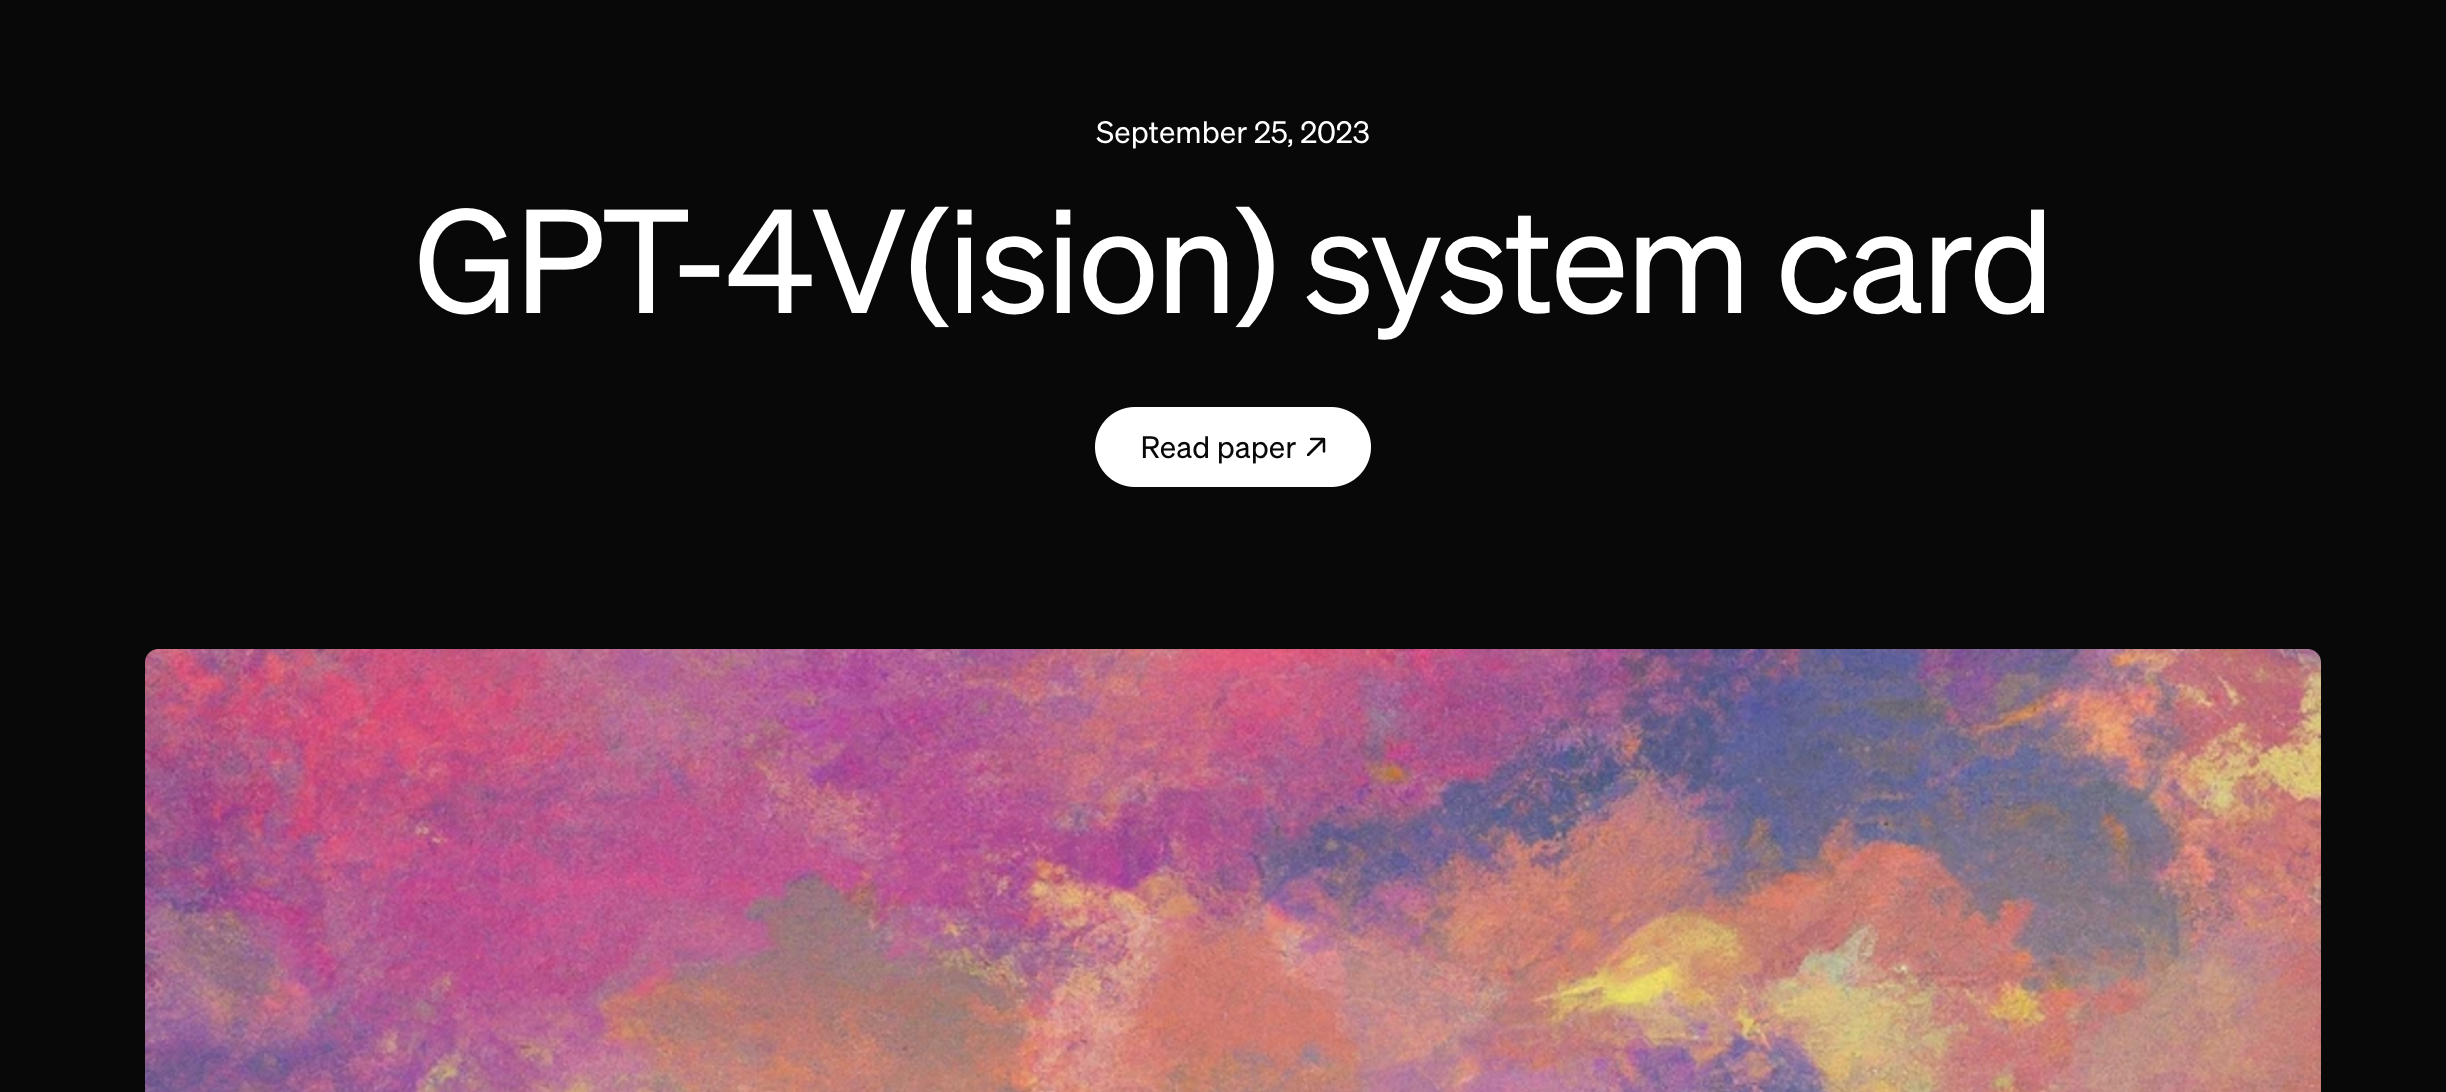 September 25, 2023
GPT-4V(ision) system card
Read paper ↗